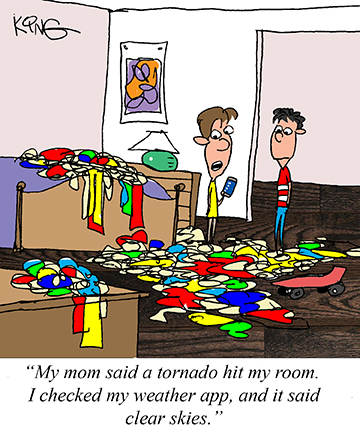 KING
“My mom said a tornado hit my room.
I checked my weather app, and it said
clear skies.”